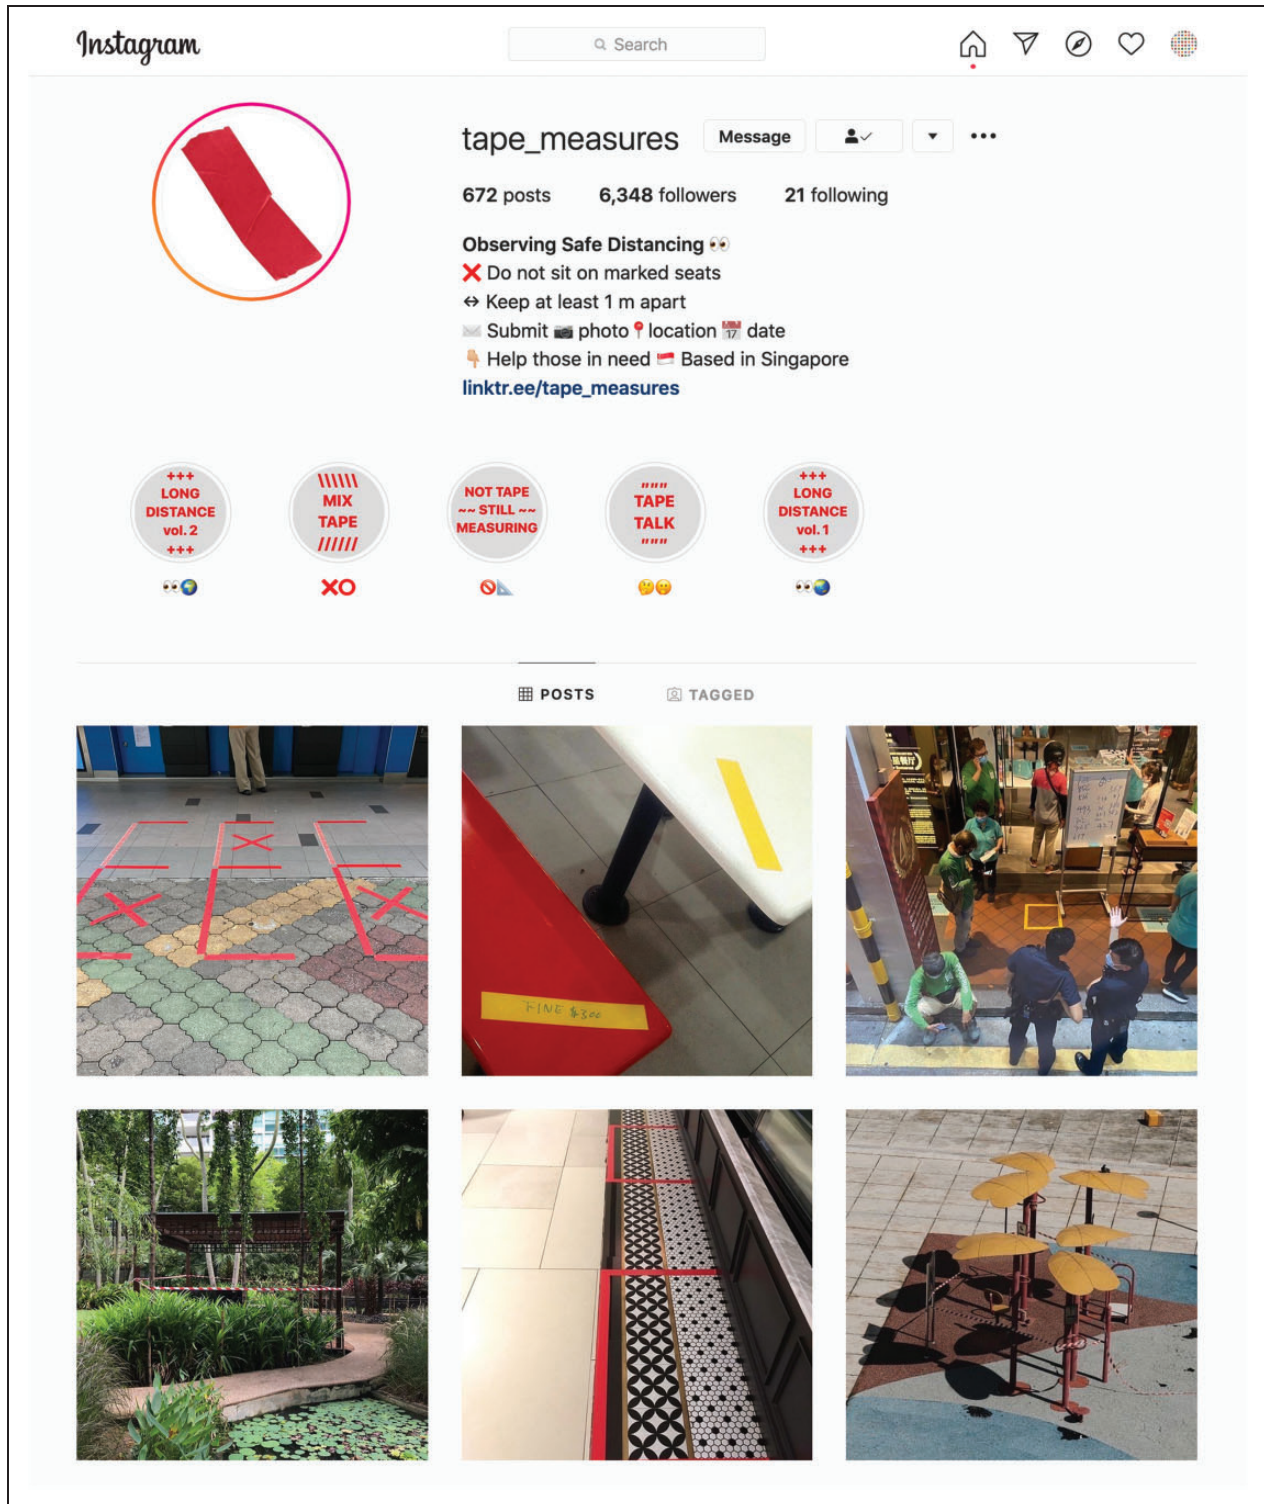 Instagram
Search
tape_measures Message
672 posts 6,348 followers 21 following
Observing Safe Distancing 👀
❌ Do not sit on marked seats
↔ Keep at least 1 m apart
✉️ Submit 📷 photo📍location 📅 date
👇🏼 Help those in need 🇸🇬 Based in Singapore
linktr.ee/tape_measures
+++
LONG
DISTANCE
vol. 2
+++
\\\\\\
MIX
TAPE
//////
NOT TAPE
~~ STILL ~~
MEASURING
"""
TAPE
TALK
"""
+++
LONG
DISTANCE
vol. 1
+++
POSTS TAGGED
FINE $300